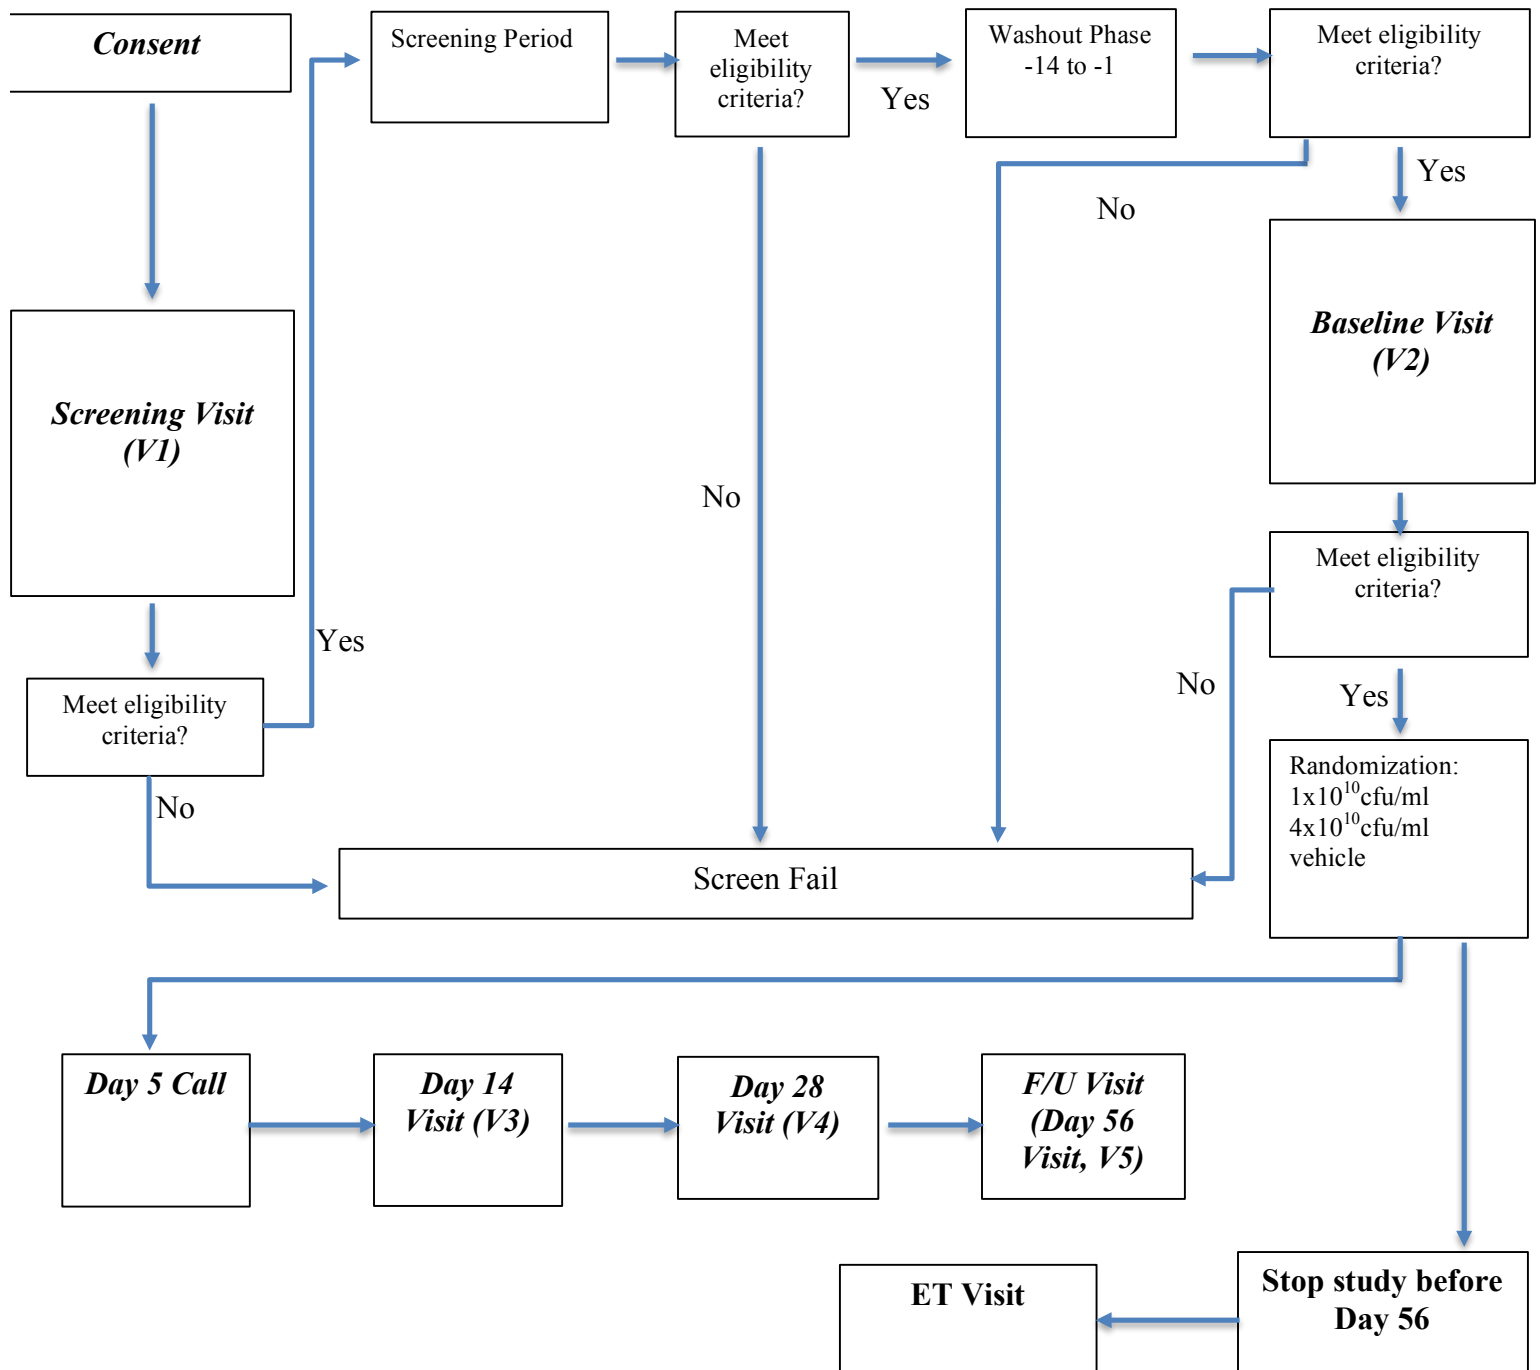 Consent
Screening Period
Meet
eligibility
criteria?
Yes
Washout Phase
-14 to -1
Meet eligibility
criteria?
Yes
No
Baseline Visit
(V2)
Screening Visit
(V1)
No
Meet eligibility
criteria?
Yes
No
Yes
Meet eligibility
criteria?
No
Randomization:
1x10¹⁰cfu/ml
4x10¹⁰cfu/ml
vehicle
Screen Fail
Day 5 Call
Day 14
Visit (V3)
Day 28
Visit (V4)
F/U Visit
(Day 56
Visit, V5)
ET Visit
Stop study before
Day 56